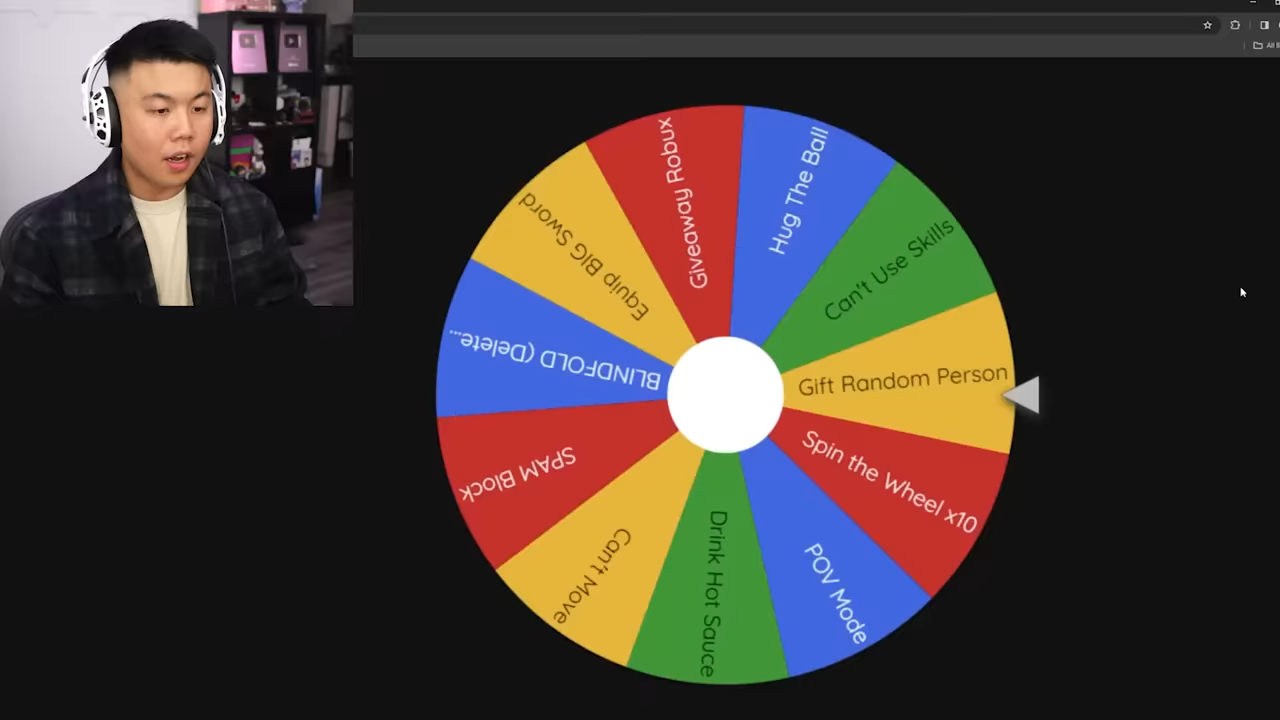 All
Giveaway Robux
Hug The Ball
Can't Use Skills
Gift Random Person
Spin the Wheel x10
POV Mode
Drink Hot Sauce
Can't Move
SPAM Block
BLINDFOLD (Delete...
Equip BIG Sword